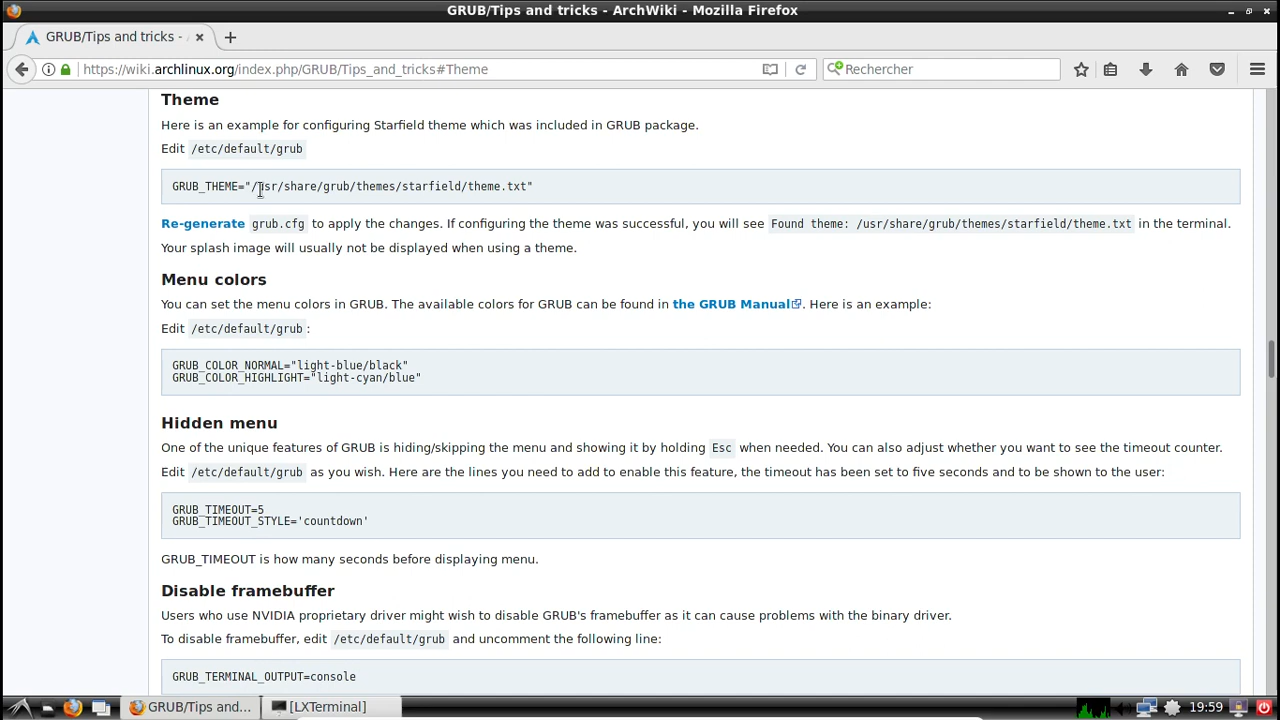 GRUB/Tips and tricks - ArchWiki - Mozilla Firefox
GRUB/Tips and tricks -
https://wiki.archlinux.org/index.php/GRUB/Tips_and_tricks#Theme
Rechercher
Theme
Here is an example for configuring Starfield theme which was included in GRUB package.
Edit /etc/default/grub
GRUB_THEME="/usr/share/grub/themes/starfield/theme.txt"
Re-generate grub.cfg to apply the changes. If configuring the theme was successful, you will see Found theme: /usr/share/grub/themes/starfield/theme.txt in the terminal.
Your splash image will usually not be displayed when using a theme.
Menu colors
You can set the menu colors in GRUB. The available colors for GRUB can be found in the GRUB Manual. Here is an example:
Edit /etc/default/grub:
GRUB_COLOR_NORMAL="light-blue/black"
GRUB_COLOR_HIGHLIGHT="light-cyan/blue"
Hidden menu
One of the unique features of GRUB is hiding/skipping the menu and showing it by holding Esc when needed. You can also adjust whether you want to see the timeout counter.
Edit /etc/default/grub as you wish. Here are the lines you need to add to enable this feature, the timeout has been set to five seconds and to be shown to the user:
GRUB_TIMEOUT=5
GRUB_TIMEOUT_STYLE='countdown'
GRUB_TIMEOUT is how many seconds before displaying menu.
Disable framebuffer
Users who use NVIDIA proprietary driver might wish to disable GRUB's framebuffer as it can cause problems with the binary driver.
To disable framebuffer, edit /etc/default/grub and uncomment the following line:
GRUB_TERMINAL_OUTPUT=console
GRUB/Tips and... [LXTerminal] 19:59